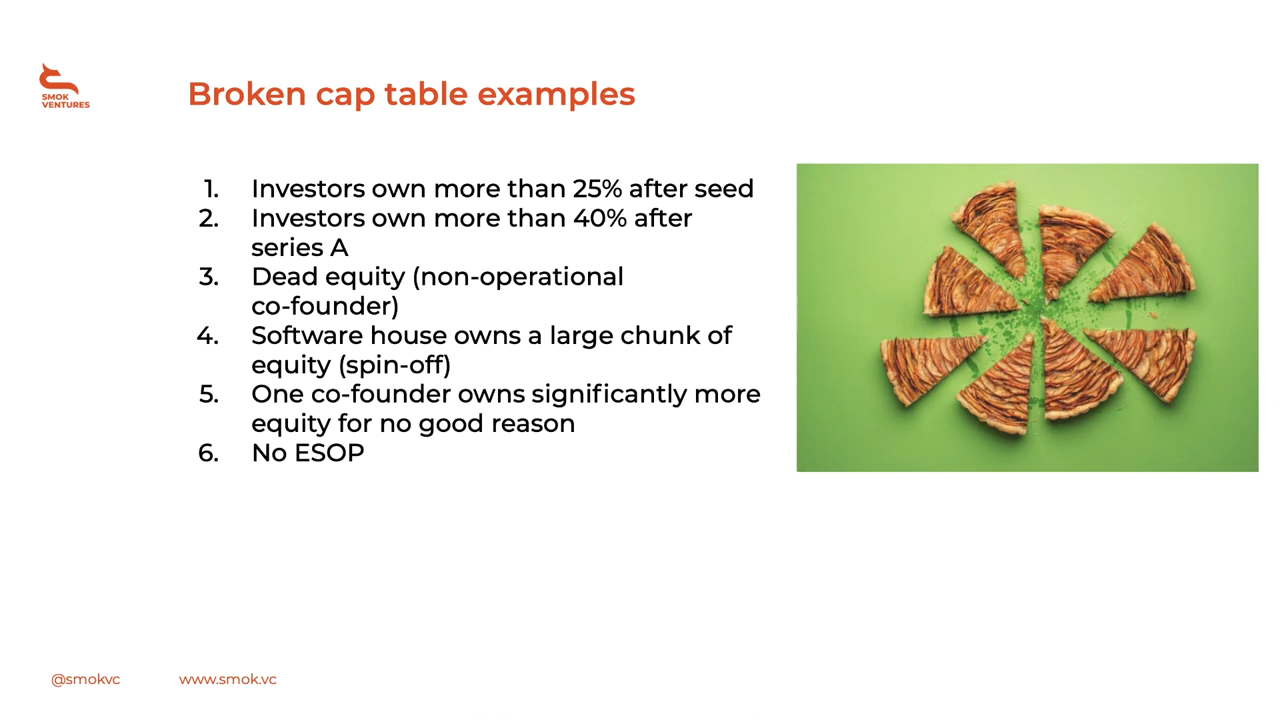 SMOK
VENTURES
Broken cap table examples
1. Investors own more than 25% after seed
2. Investors own more than 40% after
series A
3. Dead equity (non-operational
co-founder)
4. Software house owns a large chunk of
equity (spin-off)
5. One co-founder owns significantly more
equity for no good reason
6. No ESOP
@smokvc
www.smok.vc